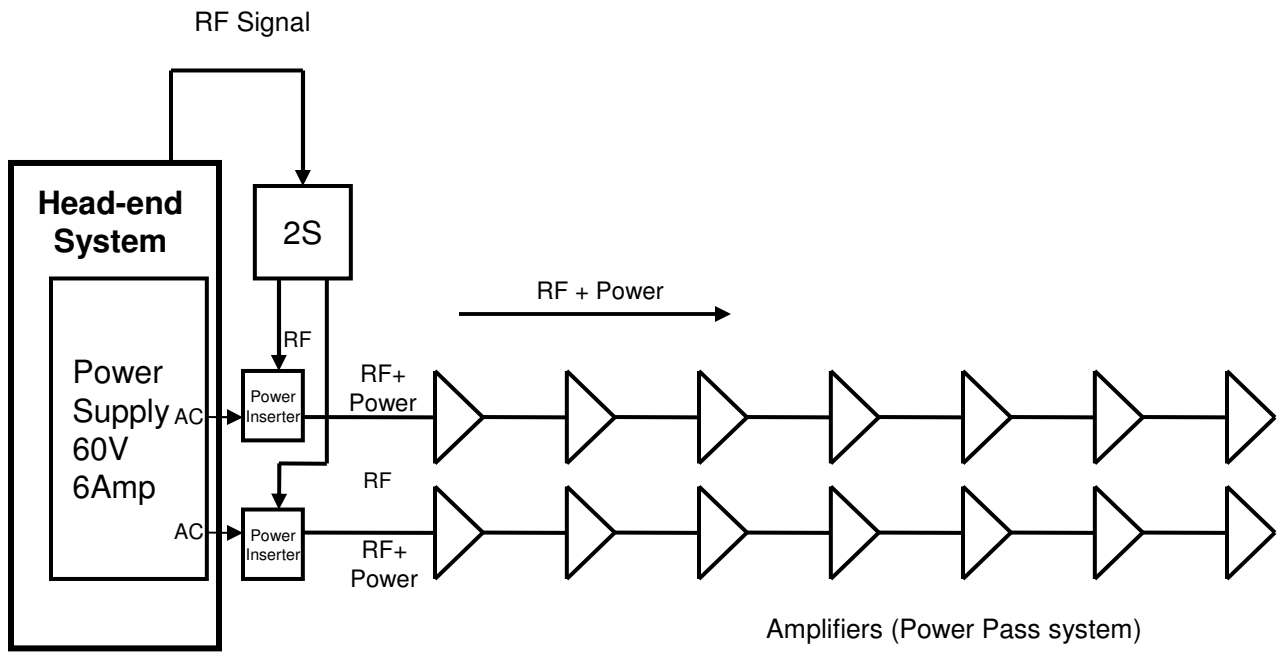 RF Signal
Head-end
System
2S
RF + Power
Power
Supply
60V
6Amp
AC
RF
Power
Inserter
RF+
Power
AC
RF
Power
Inserter
RF+
Power
Amplifiers (Power Pass system)